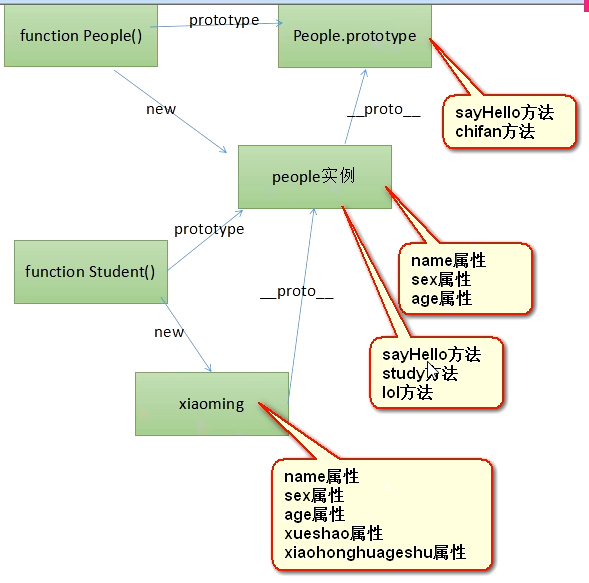 function People()
prototype
People.prototype
sayHello方法
chifan方法
new
__proto__
people实例
name属性
sex属性
age属性
prototype
function Student()
__proto__
new
sayHello方法
study方法
lol方法
xiaoming
name属性
sex属性
age属性
xueshao属性
xiaohonghuageshu属性